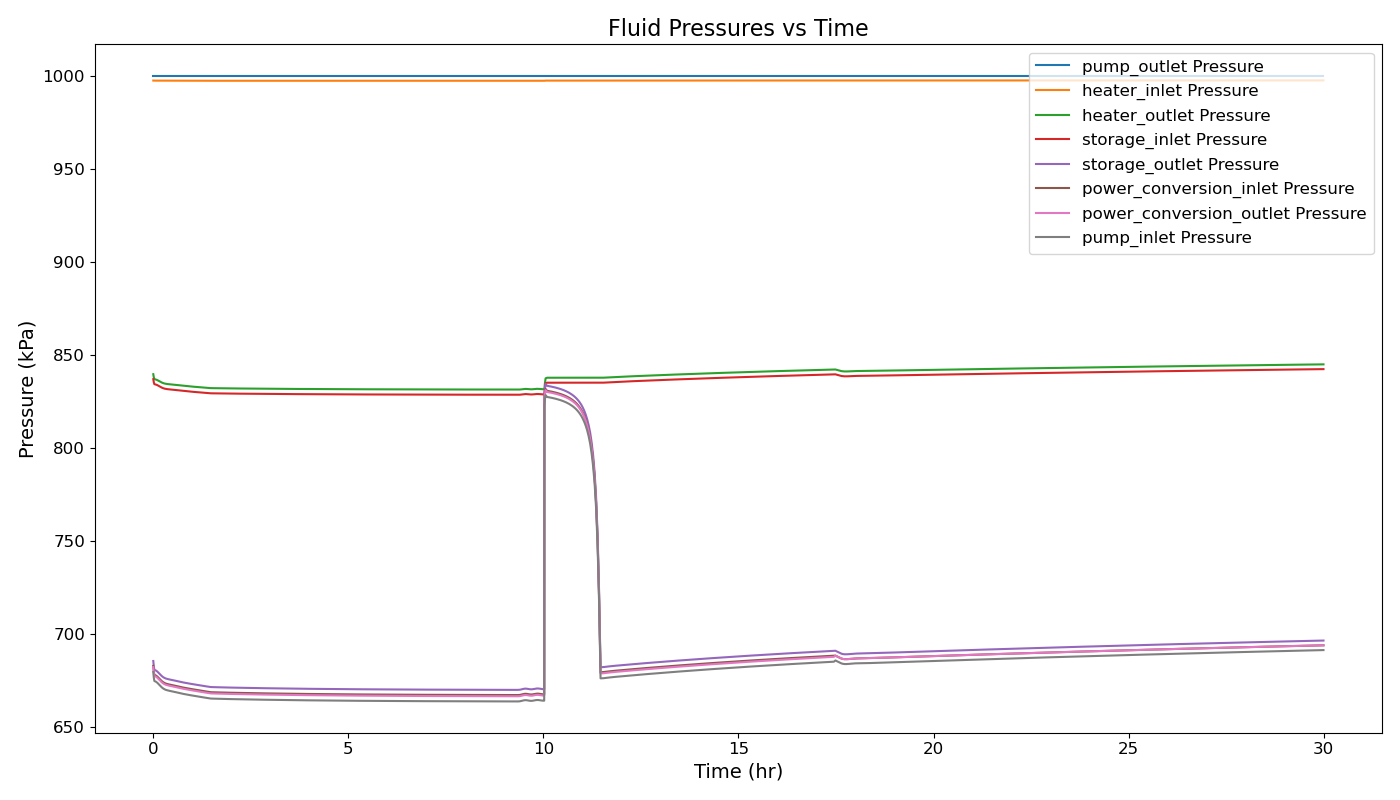 Fluid Pressures vs Time
pump_outlet Pressure
heater_inlet Pressure
heater_outlet Pressure
storage_inlet Pressure
storage_outlet Pressure
power_conversion_inlet Pressure
power_conversion_outlet Pressure
pump_inlet Pressure
Pressure (kPa)
1000
950
900
850
800
750
700
650
0 5 10 15 20 25 30
Time (hr)